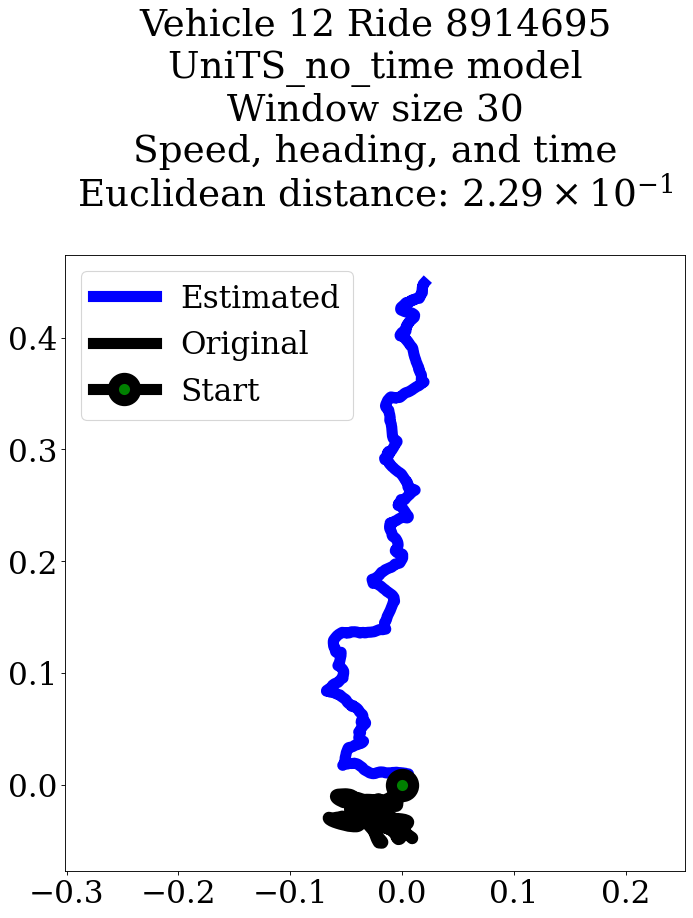 Vehicle 12 Ride 8914695
UniTS_no_time model
Window size 30
Speed, heading, and time
Euclidean distance: 2.29 × 10⁻¹
Estimated
Original
Start
0.4
0.3
0.2
0.1
0.0
−0.3 −0.2 −0.1 0.0 0.1 0.2